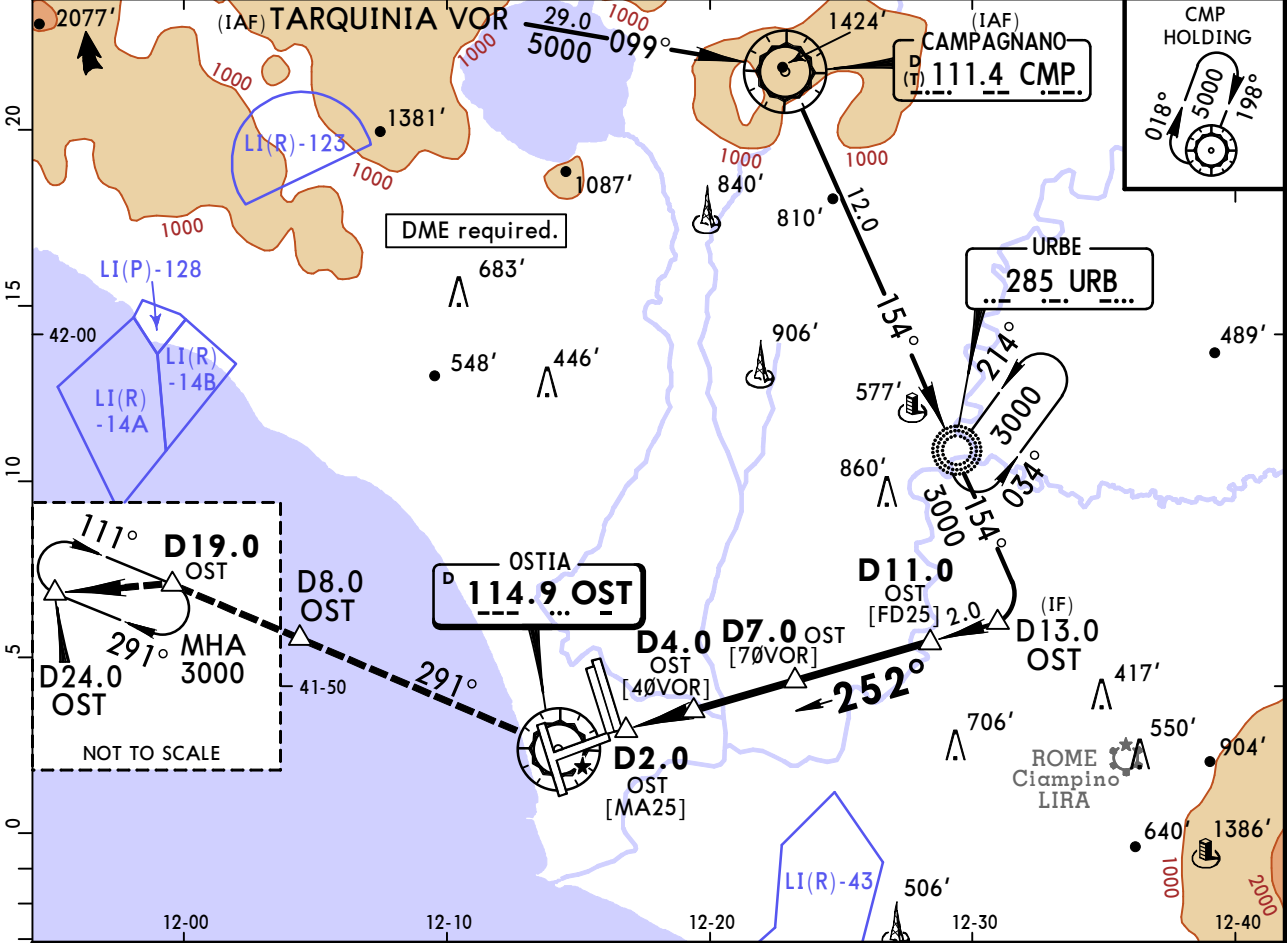 2077’
(IAF) TARQUINIA VOR
29.0
5000
099°
1000
1000
1000
1424’
(IAF)
CAMPAGNANO
D
(T) 111.4 CMP
CMP
HOLDING
018°
5000
198°
20
LI(R)-123
1381’
1000
1087’
1000
1000
1000
840’
810’
12.0
DME required.
683’
URBE
285 URB
LI(P)-128
15
42-00
LI(R)
-14B
LI(R)
-14A
548’
446’
906’
154°
214°
489’
577’
3000
034°
10
860’
3000
154°
111°
D19.0
OST
291°
MHA
3000
D24.0
OST
NOT TO SCALE
D8.0
OST
291°
OSTIA
D 114.9 OST
D11.0
OST
[FD25]
2.0
(IF)
D13.0
OST
D7.0 OST
[7ØVOR]
D4.0
OST
[4ØVOR]
252°
5
41-50
D2.0
OST
[MA25]
417’
706’
550’
ROME
Ciampino
LIRA
904’
640’
1386’
1000
2000
0
LI(R)-43
506’
12-00
12-10
12-20
12-30
12-40